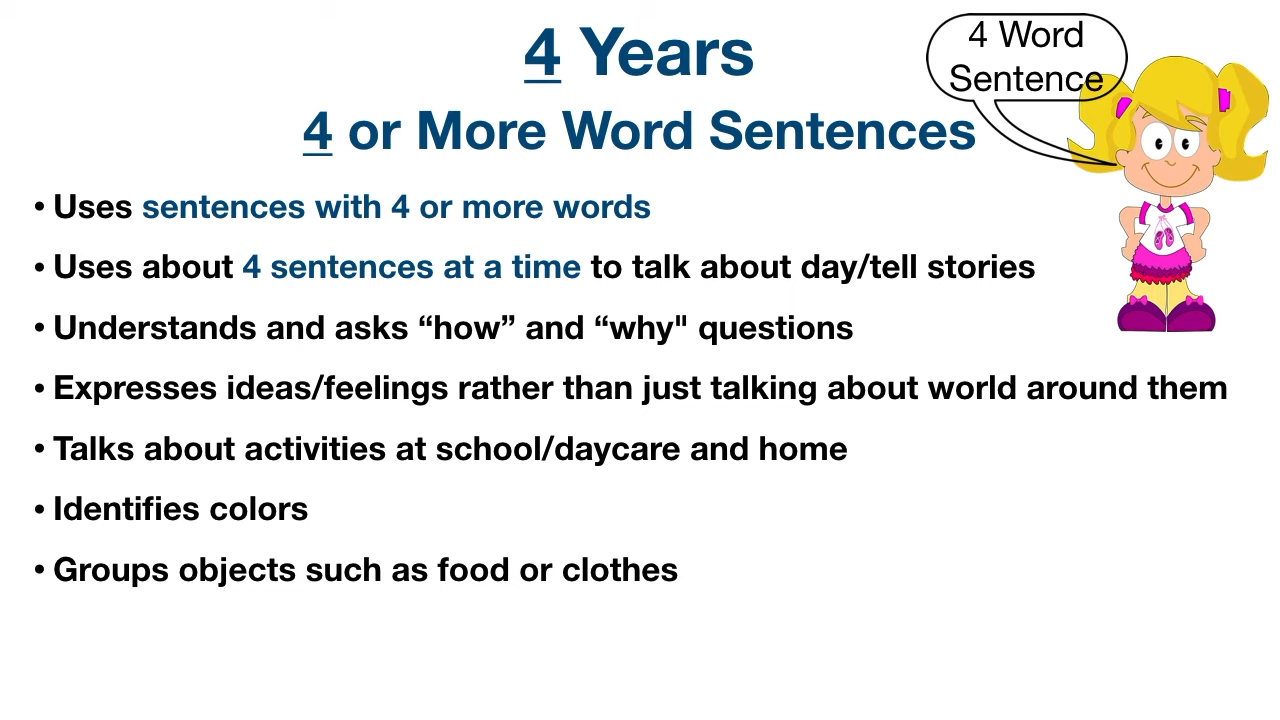 4 Years
4 or More Word Sentences
4 Word
Sentence
• Uses sentences with 4 or more words
• Uses about 4 sentences at a time to talk about day/tell stories
• Understands and asks “how” and “why" questions
• Expresses ideas/feelings rather than just talking about world around them
• Talks about activities at school/daycare and home
• Identifies colors
• Groups objects such as food or clothes